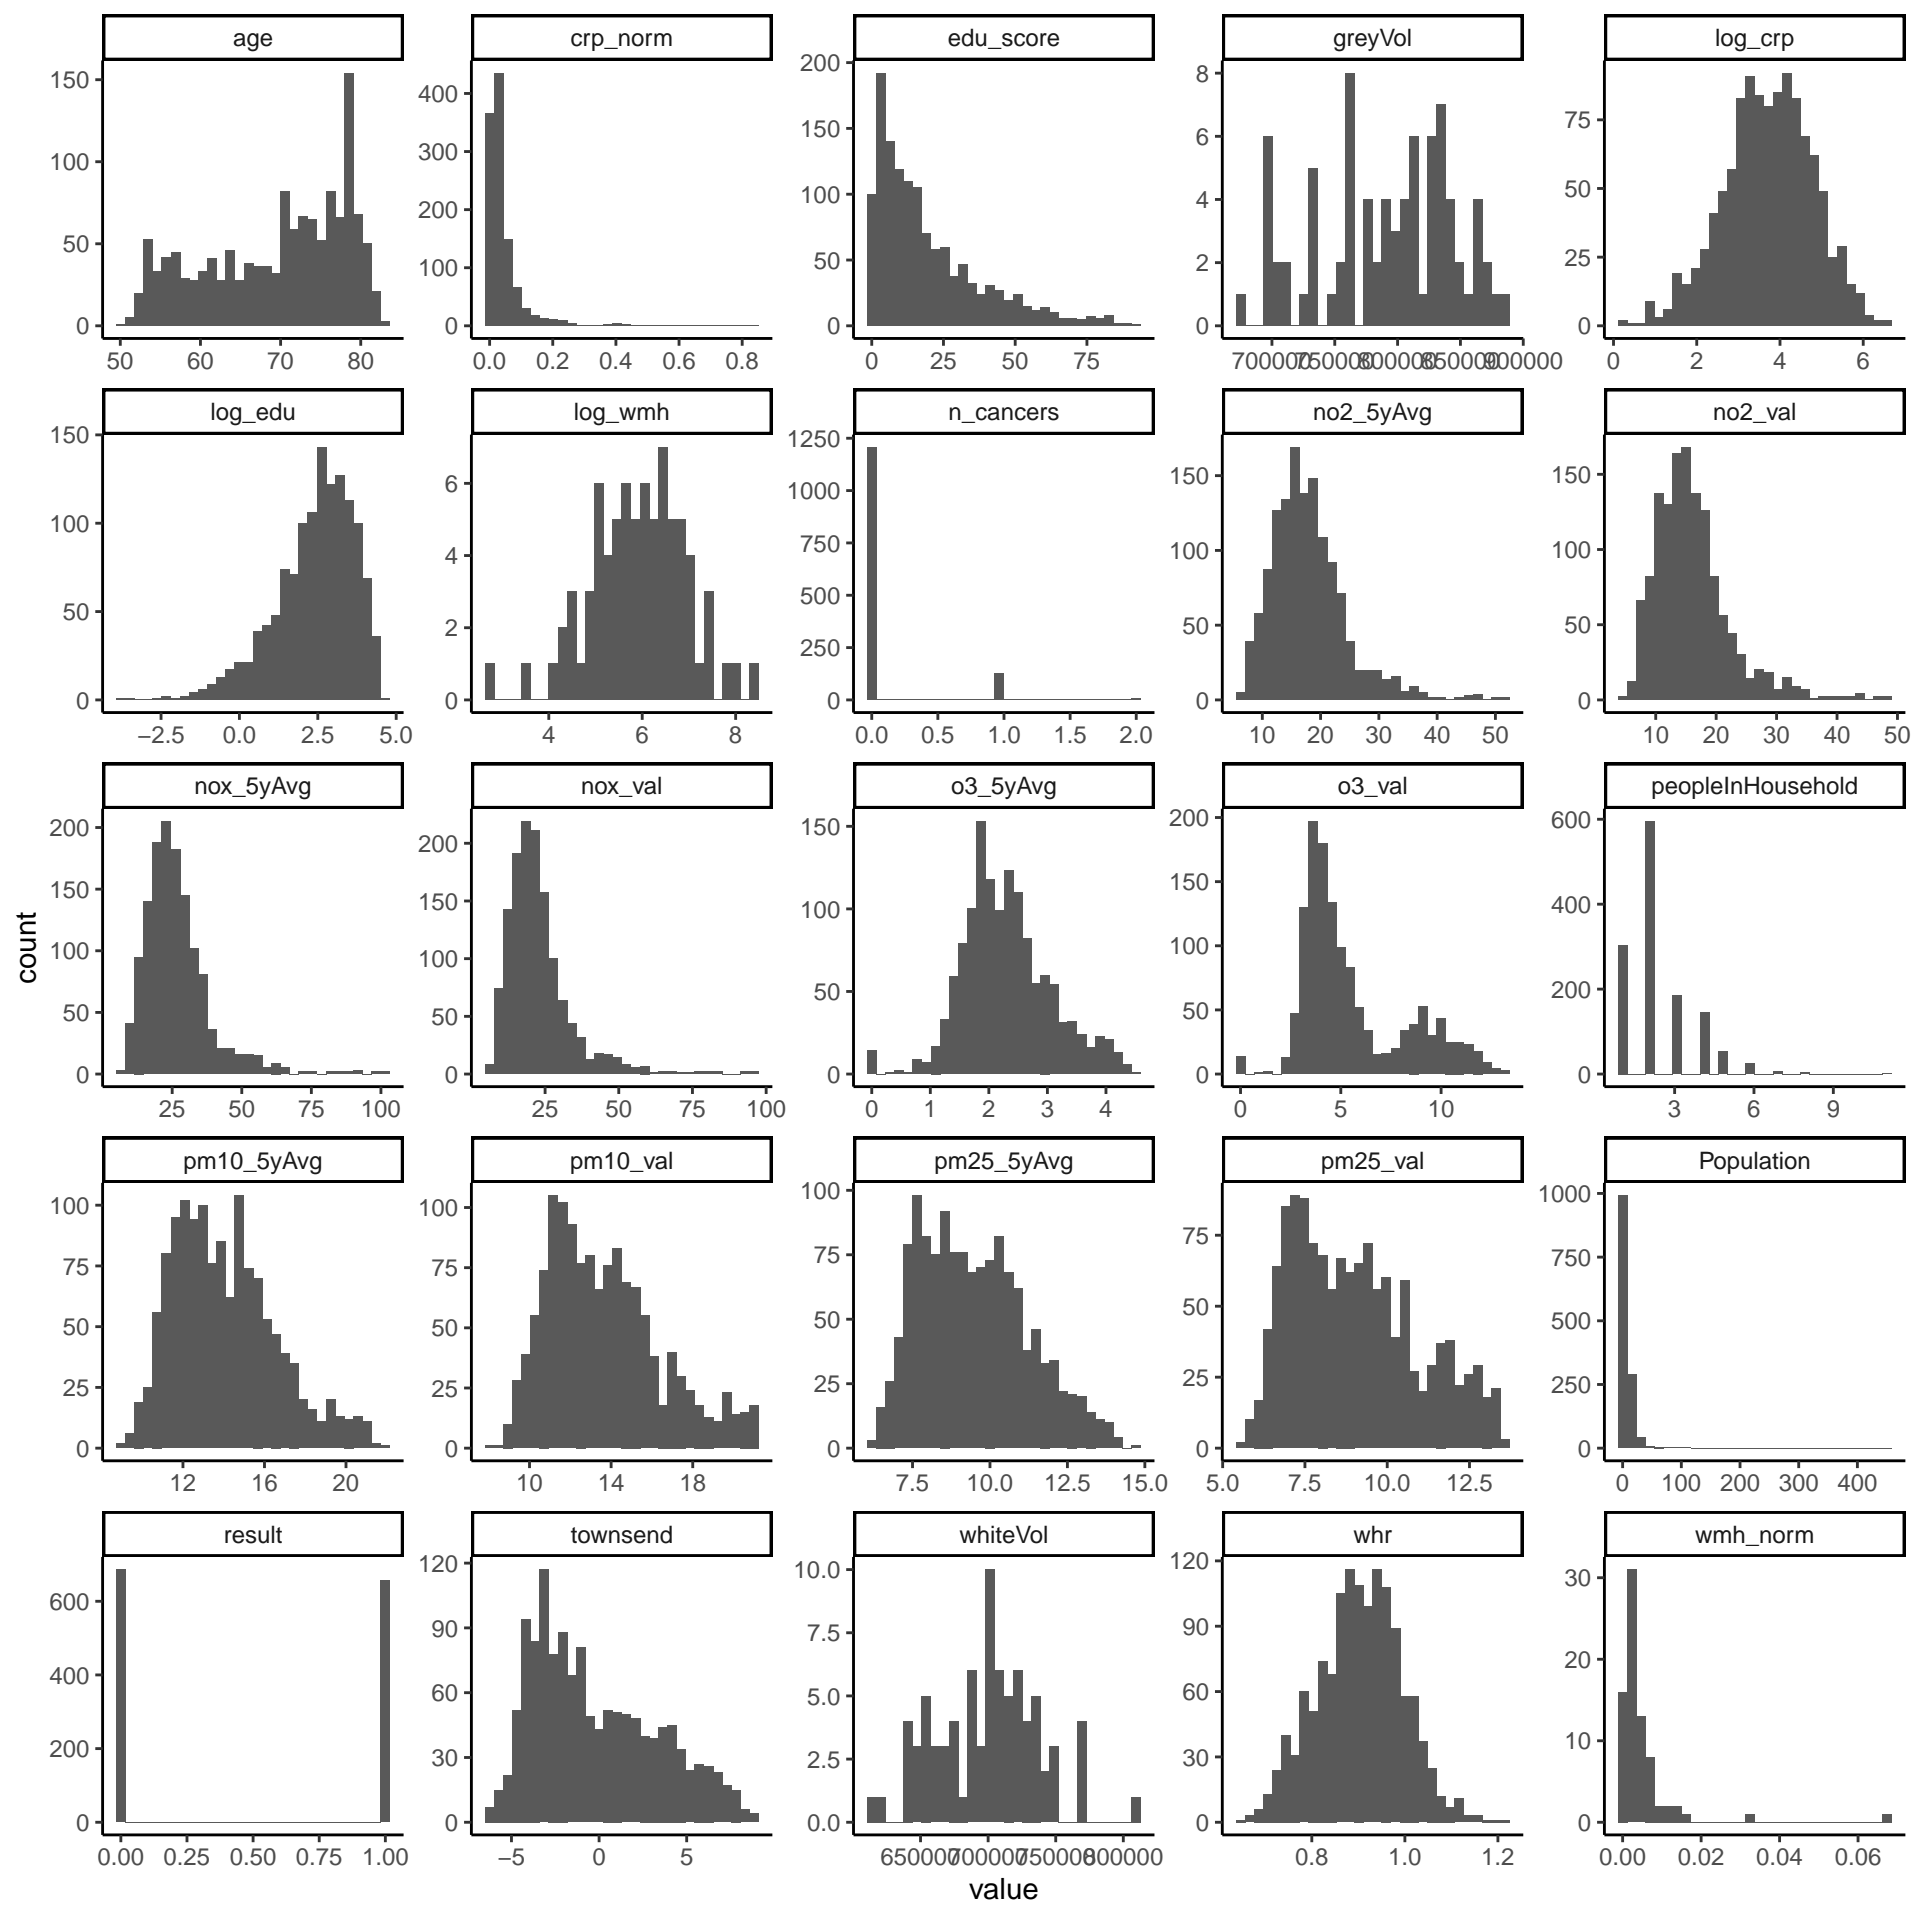 age crp_norm edu_score greyVol log_crp
150 100 50 0
400 300 200 100 0
200 150 100 50 0
8 6 4 2 0
75 50 25 0
50 60 70 80
0.0 0.2 0.4 0.6 0.8
0 25 50 75
700000 750000 800000 850000 900000
0 2 4 6
log_edu log_wmh n_cancers no2_5yAvg no2_val
150 100 50 0
6 4 2 0
1250 1000 750 500 250 0
150 100 50 0
150 100 50 0
−2.5 0.0 2.5 5.0
4 6 8
0.0 0.5 1.0 1.5 2.0
10 20 30 40 50
10 20 30 40 50
nox_5yAvg nox_val o3_5yAvg o3_val peopleInHousehold
200 150 100 50 0
200 150 100 50 0
150 100 50 0
200 150 100 50 0
600 400 200 0
25 50 75 100
25 50 75 100
0 1 2 3 4
0 5 10
3 6 9
pm10_5yAvg pm10_val pm25_5yAvg pm25_val Population
100 75 50 25 0
100 75 50 25 0
100 75 50 25 0
75 50 25 0
1000 750 500 250 0
12 16 20
10 14 18
7.5 10.0 12.5 15.0
5.0 7.5 10.0 12.5
0 100 200 300 400
result townsend whiteVol whr wmh_norm
600 400 200 0
120 90 60 30 0
10.0 7.5 5.0 2.5 0.0
120 90 60 30 0
30 20 10 0
0.00 0.25 0.50 0.75 1.00
−5 0 5
650000 700000 750000 800000
0.8 1.0 1.2
0.00 0.02 0.04 0.06
count
value